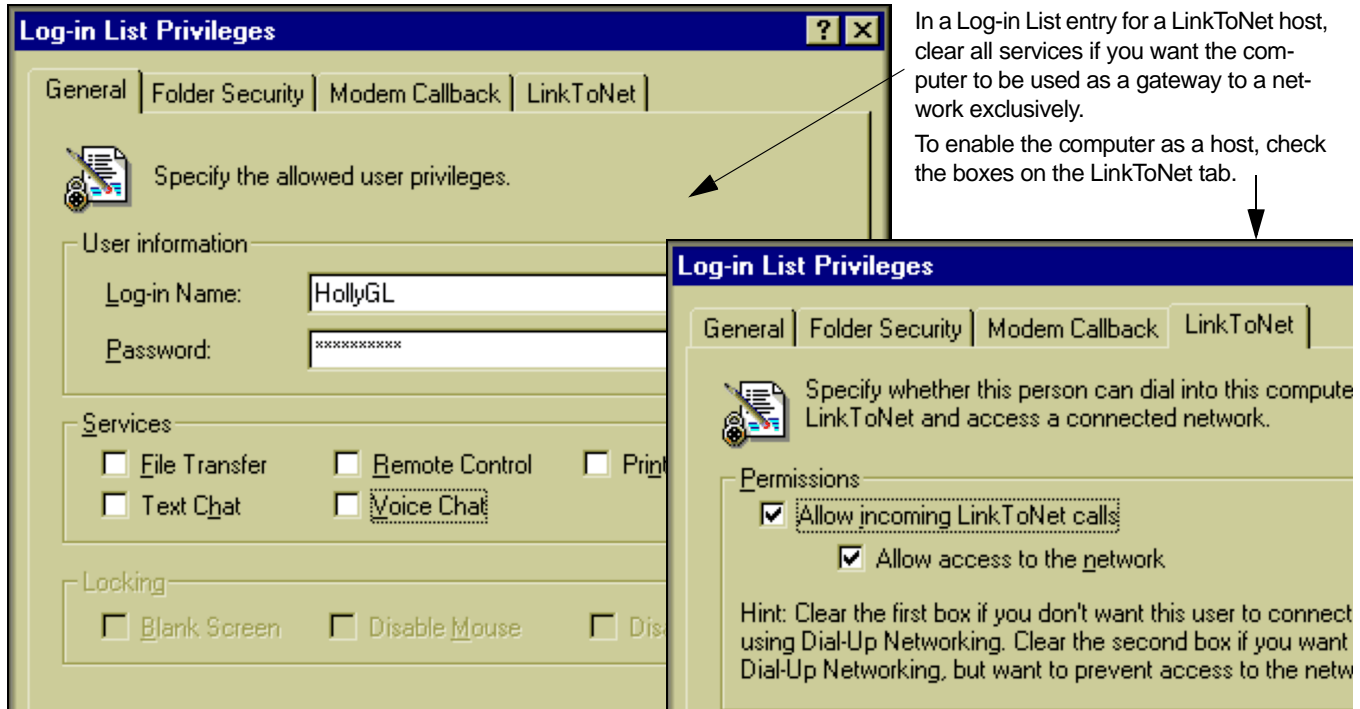 Log-in List Privileges
General Folder Security Modem Callback LinkToNet
Specify the allowed user privileges.
User information
Log-in Name: HollyGL
Password: xxxxxxxxxx
Services
File Transfer Remote Control
Text Chat Voice Chat
Locking
Blank Screen Disable Mouse
In a Log-in List entry for a LinkToNet host,
clear all services if you want the com-
puter to be used as a gateway to a net-
work exclusively.
To enable the computer as a host, check
the boxes on the LinkToNet tab.
Log-in List Privileges
General Folder Security Modem Callback LinkToNet
Specify whether this person can dial into this compute
LinkToNet and access a connected network.
Permissions
Allow incoming LinkToNet calls
Allow access to the network
Hint: Clear the first box if you don't want this user to connect
using Dial-Up Networking. Clear the second box if you want
Dial-Up Networking, but want to prevent access to the netw